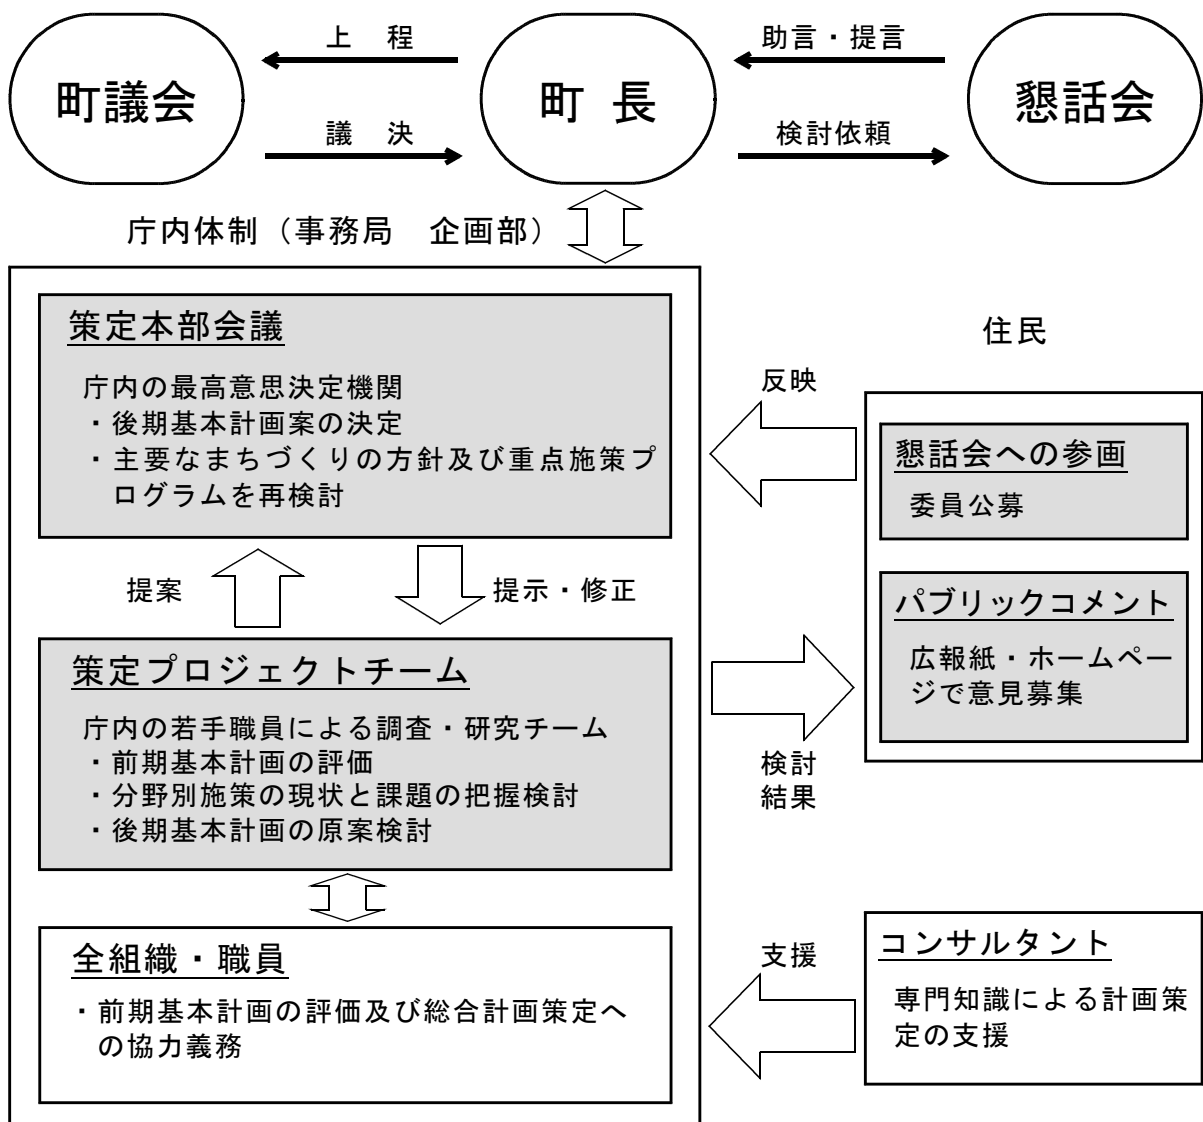 上　程
助言・提言
町議会
町 長
懇話会
議　決
検討依頼
庁内体制（事務局　企画部）
策定本部会議
庁内の最高意思決定機関
・後期基本計画案の決定
・主要なまちづくりの方針及び重点施策プ
ログラムを再検討
提案
提示・修正
策定プロジェクトチーム
庁内の若手職員による調査・研究チーム
・前期基本計画の評価
・分野別施策の現状と課題の把握検討
・後期基本計画の原案検討
全組織・職員
・前期基本計画の評価及び総合計画策定へ
の協力義務
住民
反映
懇話会への参画
委員公募
パブリックコメント
広報紙・ホームペー
ジで意見募集
検討
結果
支援
コンサルタント
専門知識による計画策
定の支援